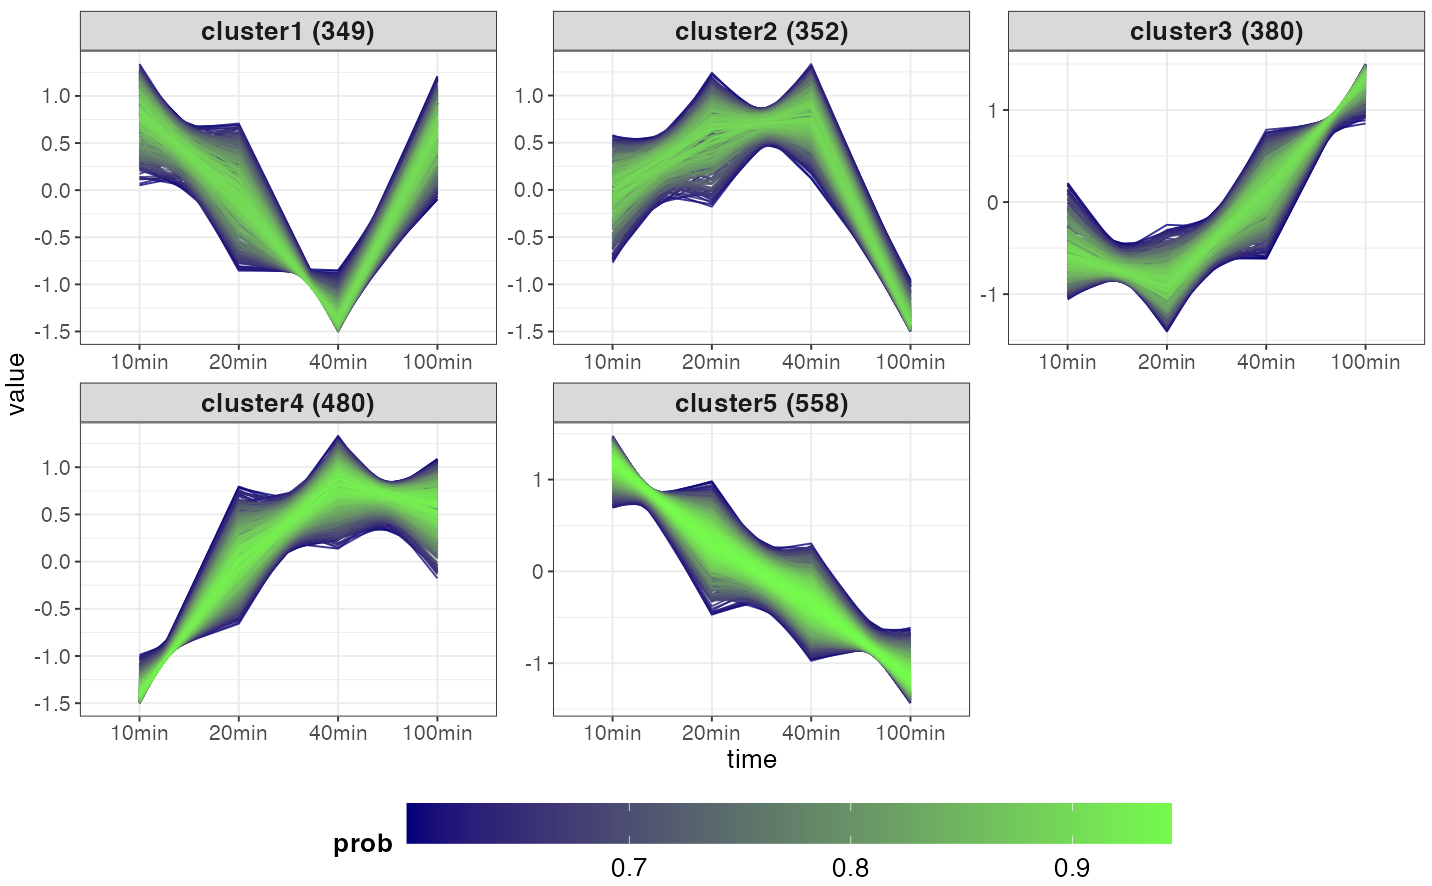 cluster1 (349) cluster2 (352) cluster3 (380)
1.0 1.0 1
0.5 0.5
0.0 0.0 0
-0.5 -0.5
-1.0 -1.0 -1
-1.5 -1.5
10min 20min 40min 100min 10min 20min 40min 100min 10min 20min 40min 100min
value
cluster4 (480) cluster5 (558)
1.0 1
0.5
0.0 0
-0.5
-1.0 -1
-1.5
10min 20min 40min 100min 10min 20min 40min 100min
time
prob
0.7 0.8 0.9